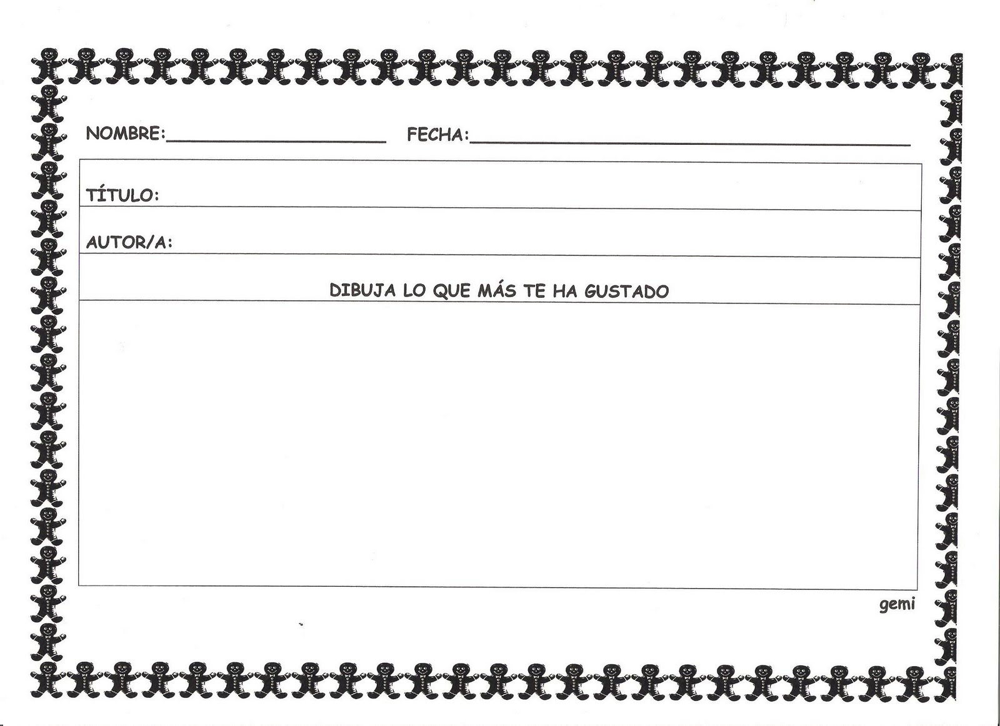 NOMBRE: FECHA:
TÍTULO:
AUTOR/A:
DIBUJA LO QUE MÁS TE HA GUSTADO
gemi